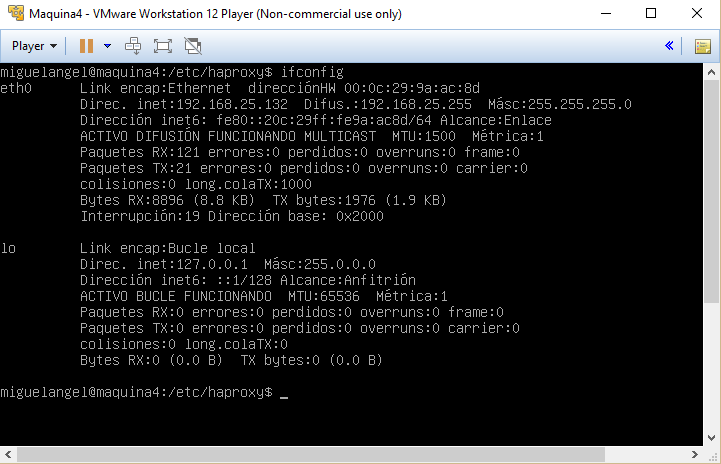 Maquina4 - VMware Workstation 12 Player (Non-commercial use only)
Player
miguelangel@maquina4:/etc/haproxy$ ifconfig
eth0      Link encap:Ethernet  direcciónHW 00:0c:29:9a:ac:8d
          Direc. inet:192.168.25.132  Difus.:192.168.25.255  Másc:255.255.255.0
          Dirección inet6: fe80::20c:29ff:fe9a:ac8d/64 Alcance:Enlace
          ACTIVO DIFUSIÓN FUNCIONANDO MULTICAST  MTU:1500  Métrica:1
          Paquetes RX:121 errores:0 perdidos:0 overruns:0 frame:0
          Paquetes TX:21 errores:0 perdidos:0 overruns:0 carrier:0
          colisiones:0 long.colaTX:1000
          Bytes RX:8896 (8.8 KB)  TX bytes:1976 (1.9 KB)
          Interrupción:19 Dirección base: 0x2000
lo        Link encap:Bucle local
          Direc. inet:127.0.0.1  Másc:255.0.0.0
          Dirección inet6: ::1/128 Alcance:Anfitrión
          ACTIVO BUCLE FUNCIONANDO  MTU:65536  Métrica:1
          Paquetes RX:0 errores:0 perdidos:0 overruns:0 frame:0
          Paquetes TX:0 errores:0 perdidos:0 overruns:0 carrier:0
          colisiones:0 long.colaTX:0
          Bytes RX:0 (0.0 B)  TX bytes:0 (0.0 B)
miguelangel@maquina4:/etc/haproxy$ _